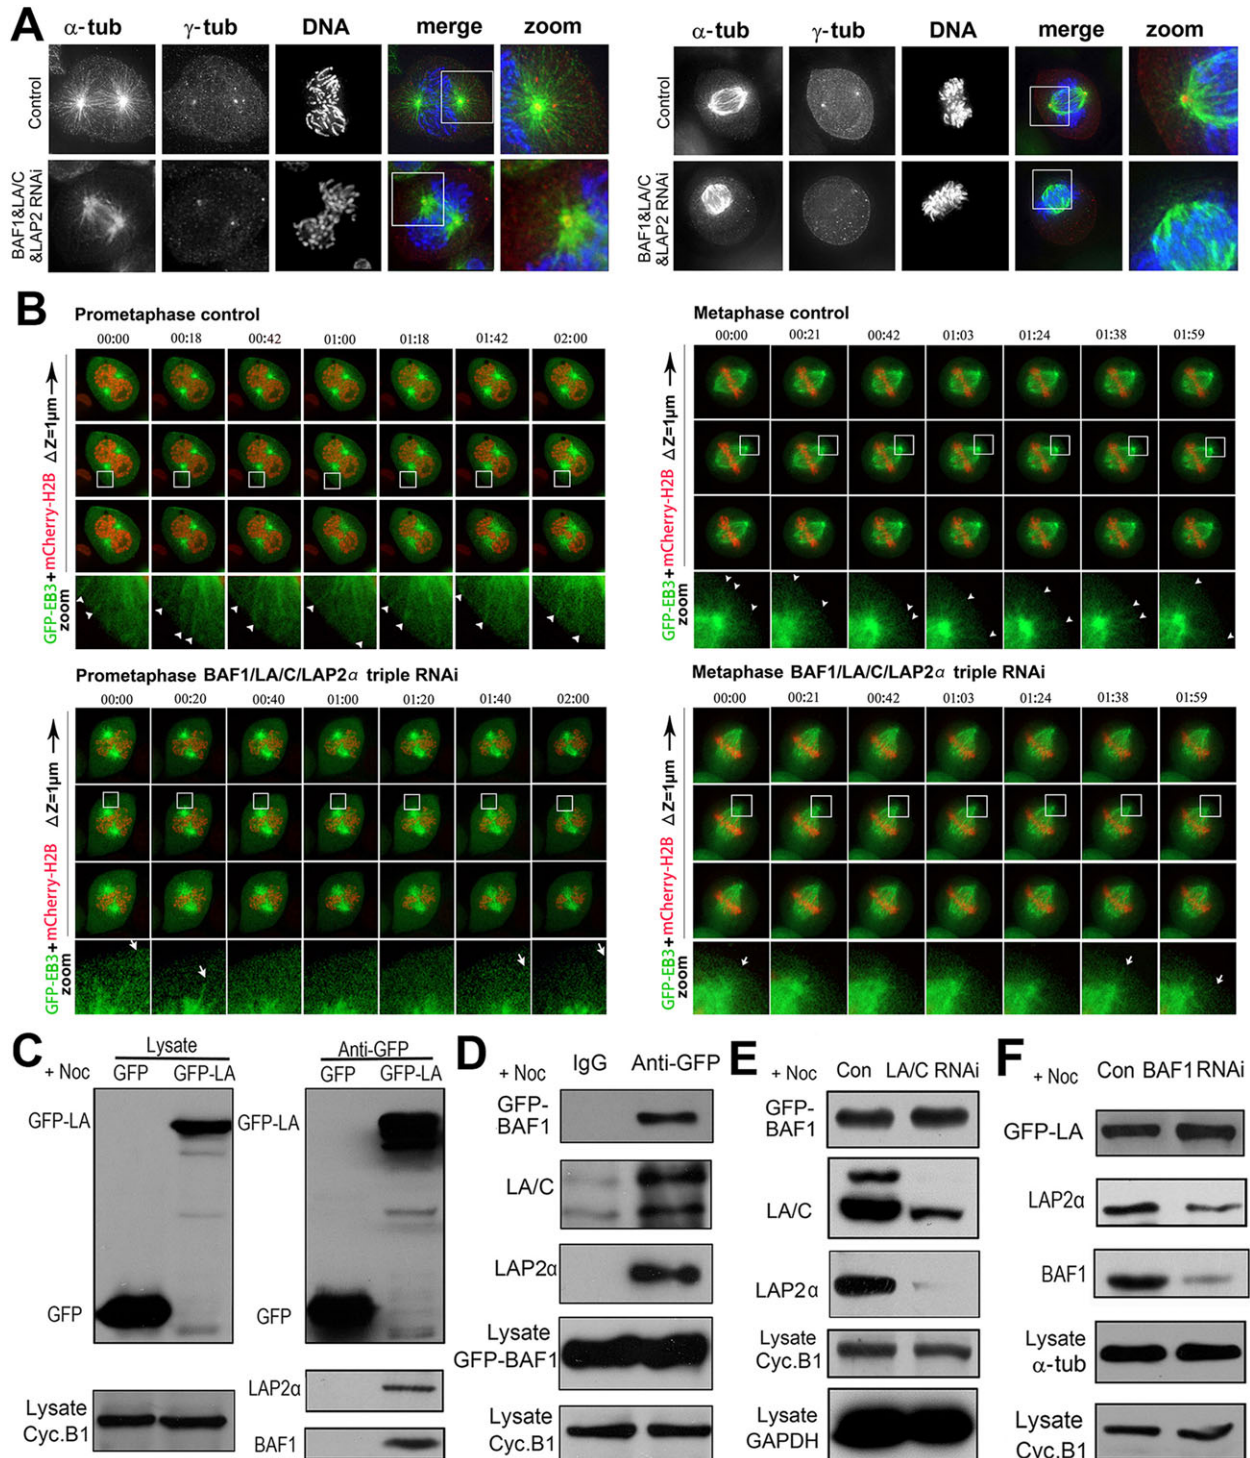 A
α-tub γ-tub DNA merge zoom
Control
BAF1&LA/C
&LAP2 RNAi
α-tub γ-tub DNA merge zoom
Control
BAF1&LA/C
&LAP2 RNAi
B
Prometaphase control
00:00 00:18 00:42 01:00 01:18 01:42 02:00
GFP-EB3+mCherry-H2B △Z=1μm
zoom
Metaphase control
00:00 00:21 00:42 01:03 01:24 01:38 01:59
GFP-EB3+mCherry-H2B △Z=1μm
zoom
Prometaphase BAF1/LA/C/LAP2α triple RNAi
00:00 00:20 00:40 01:00 01:20 01:40 02:00
GFP-EB3+mCherry-H2B △Z=1μm
zoom
Metaphase BAF1/LA/C/LAP2α triple RNAi
00:00 00:21 00:42 01:03 01:24 01:38 01:59
GFP-EB3+mCherry-H2B △Z=1μm
zoom
C
Lysate
+ Noc GFP GFP-LA
GFP-LA
GFP
Lysate
Cyc.B1
Anti-GFP
GFP GFP-LA
GFP-LA
GFP
LAP2α
BAF1
D
+ Noc IgG Anti-GFP
GFP-
BAF1
LA/C
LAP2α
Lysate
GFP-BAF1
Lysate
Cyc.B1
E
+ Noc Con LA/C RNAi
GFP-
BAF1
LA/C
LAP2α
Lysate
Cyc.B1
Lysate
GAPDH
F
+ Noc Con BAF1 RNAi
GFP-LA
LAP2α
BAF1
Lysate
α-tub
Lysate
Cyc.B1